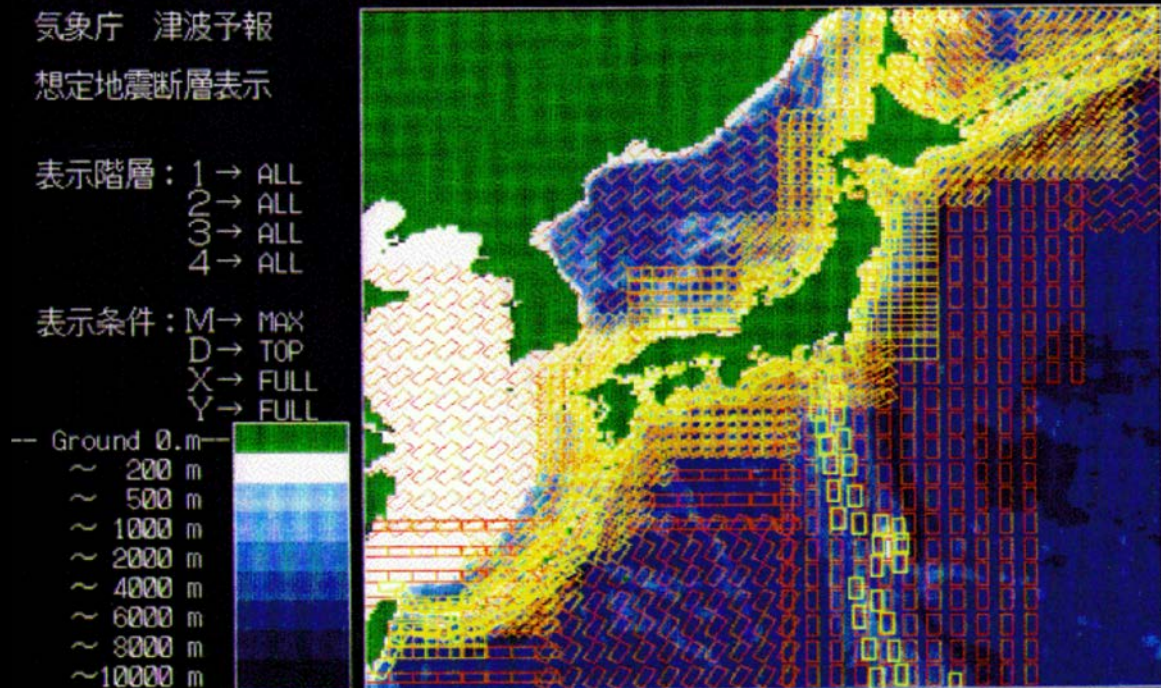 気象庁 津波予報
想定地震断層表示
表示階層：1→ ALL
2→ ALL
3→ ALL
4→ ALL
表示条件：M→ MAX
D→ TOP
X→ FULL
Y→ FULL
-- Ground 0.m--
～ 200 m
～ 500 m
～ 1000 m
～ 2000 m
～ 4000 m
～ 6000 m
～ 8000 m
～10000 m